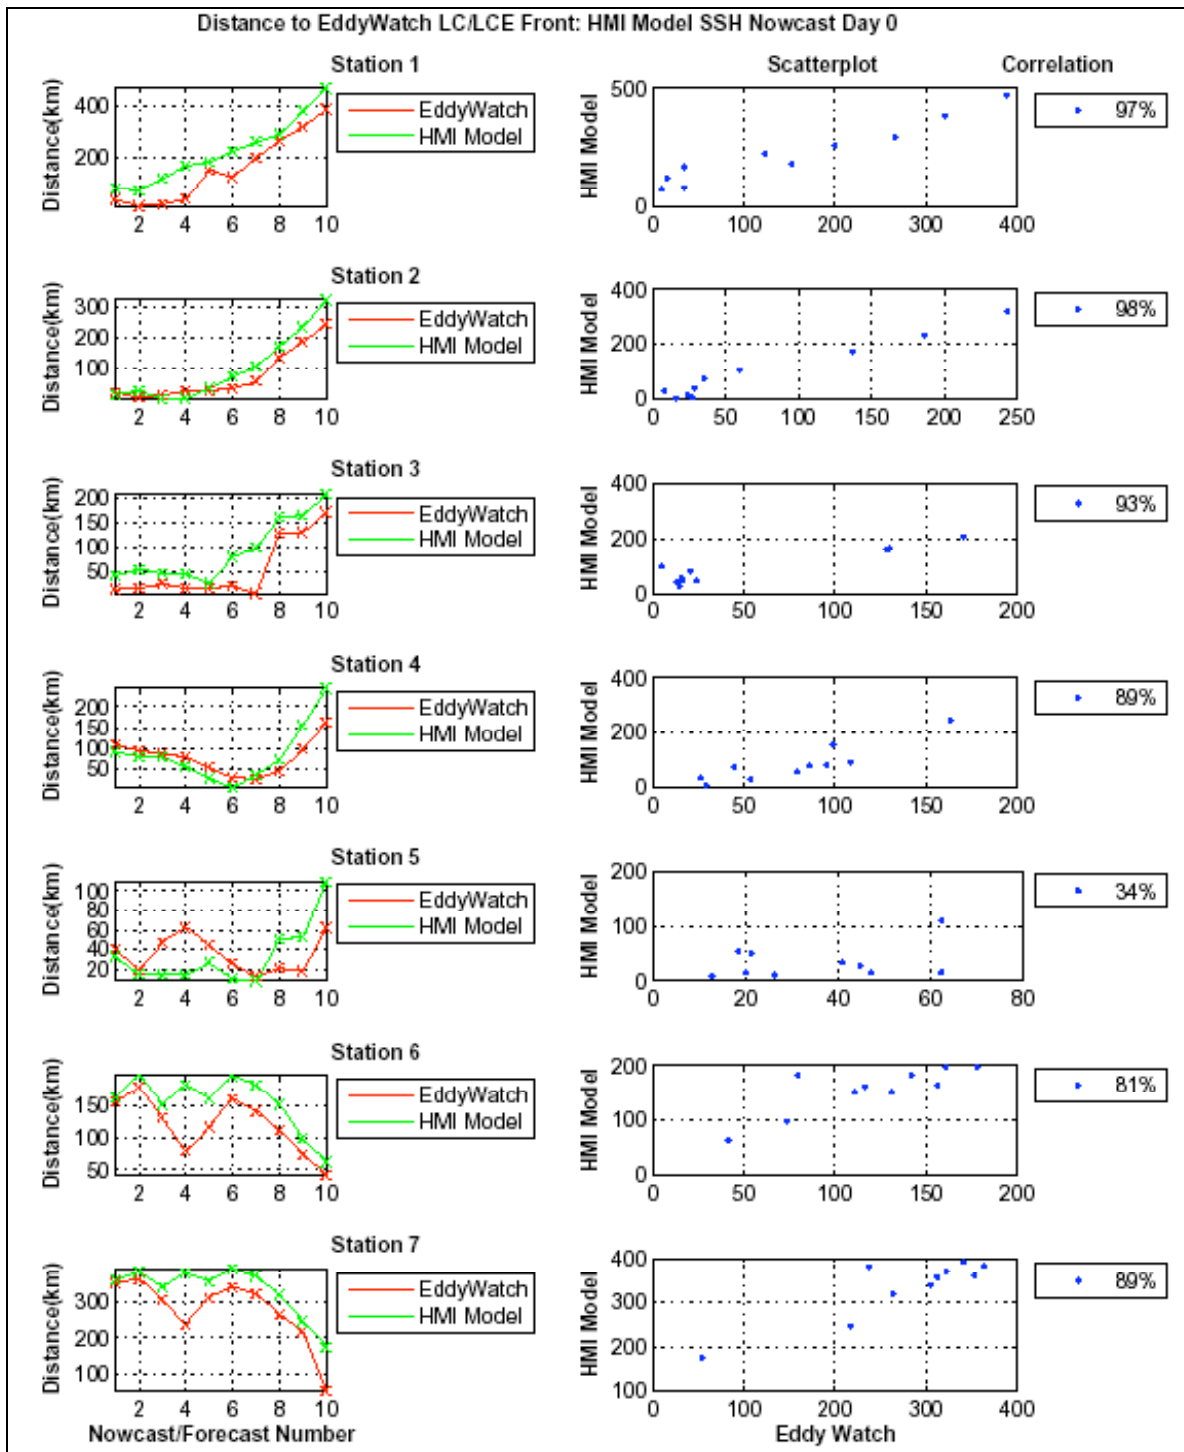 Distance to EddyWatch LC/LCE Front: HMI Model SSH Nowcast Day 0
Station 1
Scatterplot
Correlation
Distance(km)
400
200
2 4 6 8 10
EddyWatch
HMI Model
HMI Model
500
0
0 100 200 300 400
97%
Station 2
Distance(km)
300
200
100
2 4 6 8 10
EddyWatch
HMI Model
HMI Model
400
200
0
0 50 100 150 200 250
98%
Station 3
Distance(km)
200
150
100
50
2 4 6 8 10
EddyWatch
HMI Model
HMI Model
400
200
0
0 50 100 150 200
93%
Station 4
Distance(km)
200
150
100
50
2 4 6 8 10
EddyWatch
HMI Model
HMI Model
400
200
0
0 50 100 150 200
89%
Station 5
Distance(km)
100
80
60
40
20
2 4 6 8 10
EddyWatch
HMI Model
HMI Model
200
100
0
0 20 40 60 80
34%
Station 6
Distance(km)
150
100
50
2 4 6 8 10
EddyWatch
HMI Model
HMI Model
200
100
0
0 50 100 150 200
81%
Station 7
Distance(km)
300
200
100
2 4 6 8 10
Nowcast/Forecast Number
EddyWatch
HMI Model
HMI Model
400
300
200
100
0 100 200 300 400
Eddy Watch
89%